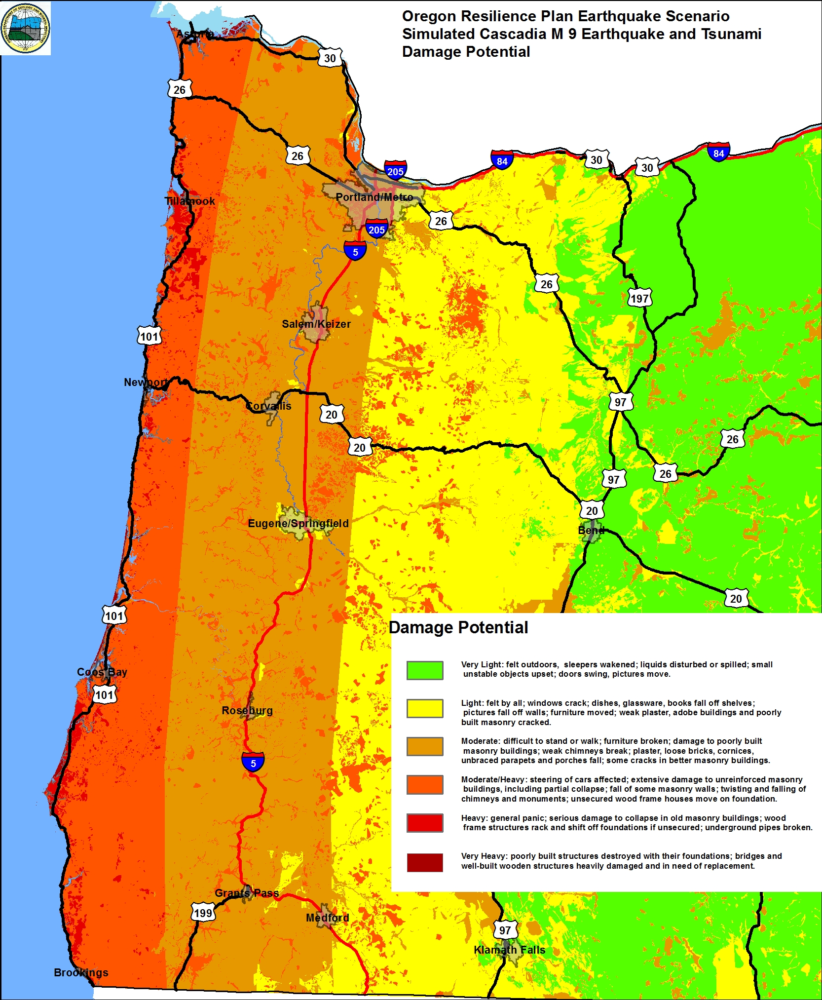 Oregon Resilience Plan Earthquake Scenario
Simulated Cascadia M 9 Earthquake and Tsunami
Damage Potential
OREGON DEPARTMENT OF GEOLOGY AND MINERAL INDUSTRIES
1937
Astoria
30
26
26
205
84
30
30
84
Tillamook
Portland/Metro
26
205
5
26
197
Salem/Keizer
101
Newport
Corvallis
20
97
20
26
97
26
20
Eugene/Springfield
Bend
101
20
Coos Bay
101
Roseburg
5
Grants Pass
199
Medford
97
Klamath Falls
Brookings
Damage Potential
Very Light: felt outdoors, sleepers wakened; liquids disturbed or spilled; small
unstable objects upset; doors swing, pictures move.
Light: felt by all; windows crack; dishes, glassware, books fall off shelves;
pictures fall off walls; furniture moved; weak plaster, adobe buildings and poorly
built masonry cracked.
Moderate: difficult to stand or walk; furniture broken; damage to poorly built
masonry buildings; weak chimneys break; plaster, loose bricks, cornices,
unbraced parapets and porches fall; some cracks in better masonry buildings.
Moderate/Heavy: steering of cars affected; extensive damage to unreinforced masonry
buildings, including partial collapse; fall of some masonry walls; twisting and falling of
chimneys and monuments; unsecured wood frame houses move on foundation.
Heavy: general panic; serious damage to collapse in old masonry buildings; wood
frame structures rack and shift off foundations if unsecured; underground pipes broken.
Very Heavy: poorly built structures destroyed with their foundations; bridges and
well-built wooden structures heavily damaged and in need of replacement.